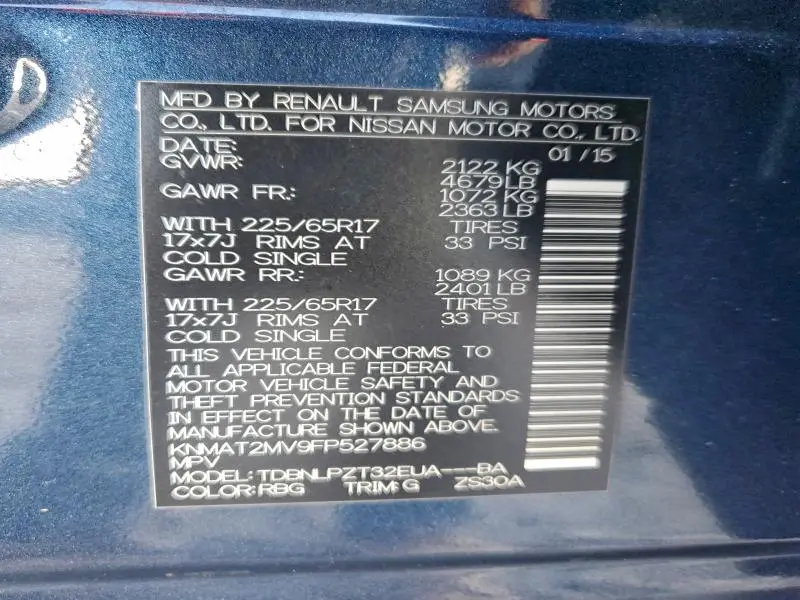 MFD BY RENAULT SAMSUNG MOTORS
CO., LTD. FOR NISSAN MOTOR CO., LTD.
DATE: 01 / 15
GVWR: 2122 KG
4679 LB
GAWR FR.: 1072 KG
2363 LB
WITH 225/65R17 TIRES
17x7J RIMS AT 33 PSI
COLD SINGLE
GAWR RR.: 1089 KG
2401 LB
WITH 225/65R17 TIRES
17x7J RIMS AT 33 PSI
COLD SINGLE
THIS VEHICLE CONFORMS TO
ALL APPLICABLE FEDERAL
MOTOR VEHICLE SAFETY AND
THEFT PREVENTION STANDARDS
IN EFFECT ON THE DATE OF
MANUFACTURE SHOWN ABOVE.
KNMAT2MV9FP527886
MPV
MODEL: TDBNLPZT32EUA---BA
COLOR: RBG TRIM: G ZS30A